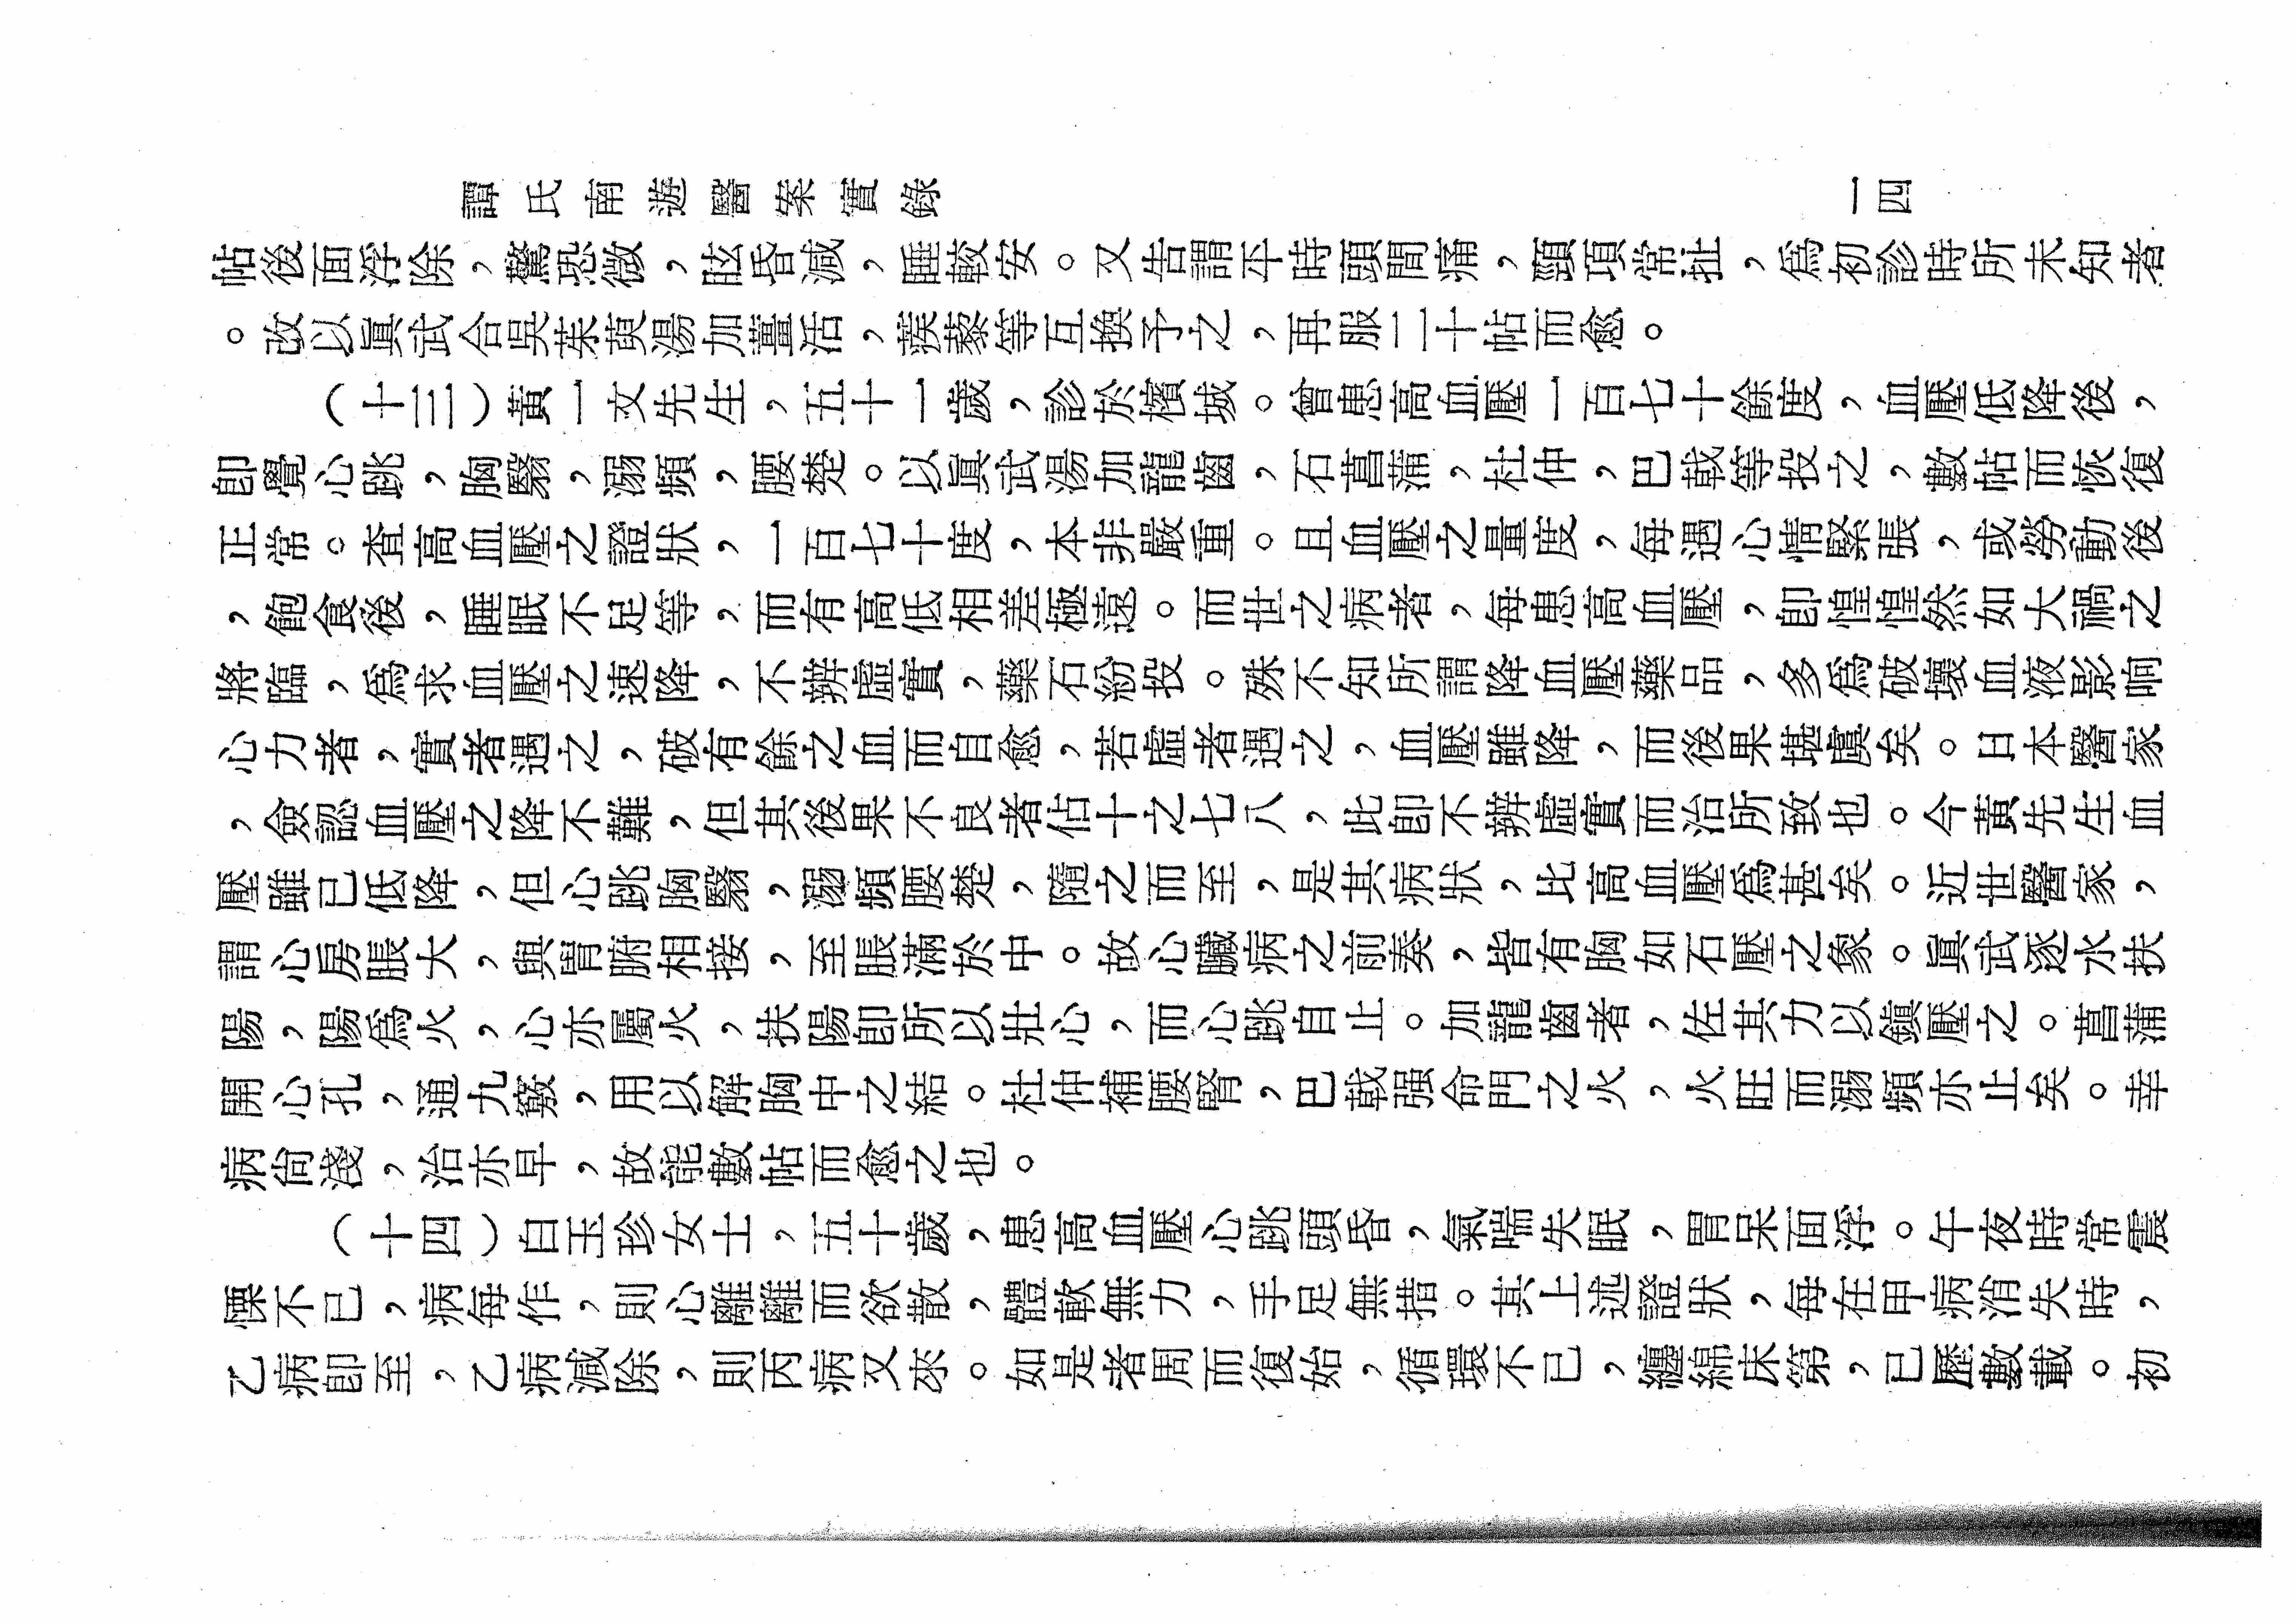 譚氏南遊醫案實錄
一四
帖後面浮除，驚恐微，眩昏減，睡較安。又告謂平時頭間痛，頸項常扯，爲初診時所未知者
。改以眞武合吳茱萸湯加薑活，蒺藜等互換予之，再服二十帖而愈。
（十三）黃一文先生，五十一歲，診於檳城。曾患高血壓一百七十餘度，血壓低降後，
卽覺心跳，胸翳，溺頻，腰楚。以眞武湯加龍齒，石菖蒲，杜仲，巴戟等投之，數帖而恢復
正常。查高血壓之證狀，一百七十度，本非嚴重。且血壓之量度，每遇心情緊張，或勞動後
，飽食後，睡眠不足等，而有高低相差極遠。而世之病者，每患高血壓，卽惶惶然如大禍之
將臨，爲求血壓之速降，不辨虛實，藥石紛投。殊不知所謂降血壓藥品，多爲破壞血液影响
心力者，實者遇之，破有餘之血而自愈，若虛者遇之，血壓雖降，而後果堪虞矣。日本醫家
，僉認血壓之降不難，但其後果不良者佔十之七八，此卽不辨虛實而治所致也。今黃先生血
壓雖已低降，但心跳胸翳，溺頻腰楚，隨之而至，是其病狀，比高血壓爲甚矣。近世醫家，
謂心房脹大，與胃腑相接，至脹滿於中。故心臟病之前奏，皆有胸如石壓之象。眞武逐水扶
陽，陽爲火，心亦屬火，扶陽卽所以壯心，而心跳自止。加龍齒者，佐其力以鎭壓之。菖蒲
開心孔，通九竅，用以解胸中之結。杜仲補腰腎，巴戟强命門之火，火旺而溺頻亦止矣。幸
病尙淺，治亦早，故能數帖而愈之也。
（十四）白玉珍女士，五十歲，患高血壓心跳頭昏，氣喘失眠，胃呆面浮。午夜時常震
慄不已，病每作，則心離離而欲散，體軟無力，手足無措。其上述證狀，每在甲病消失時，
乙病卽至，乙病減除，則丙病又來。如是者周而復始，循環不已，纏綿床第，已歷數載。初